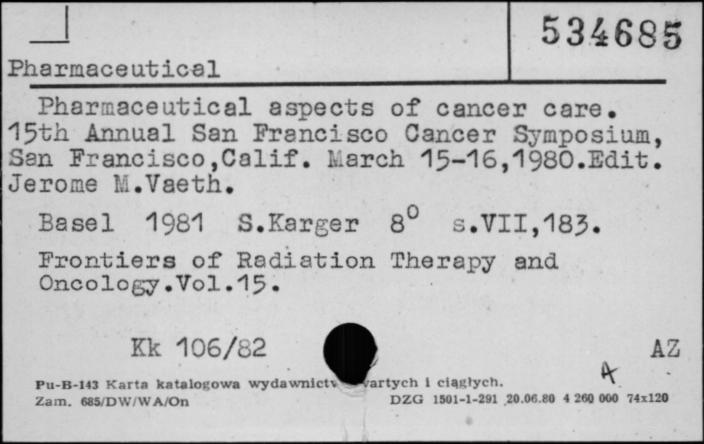 534685
Pharmaceutical
Pharmaceutical aspects of cancer care.
15th Annual San Francisco Cancer Symposium,
San Francisco,Calif. March 15-16,1980.Edit.
Jerome M.Vaeth.
Basel 1981 S.Karger 8° s.VII,183.
Frontiers of Radiation Therapy and
Oncology.Vol.15.
Kk 106/82 AZ
A
Pu-B-143 Karta katalogowa wydawnictw zwartych i ciągłych.
Zam. 685/DW/WA/On DZG 1501-1-291 20.06.80 4 260 000 74x120